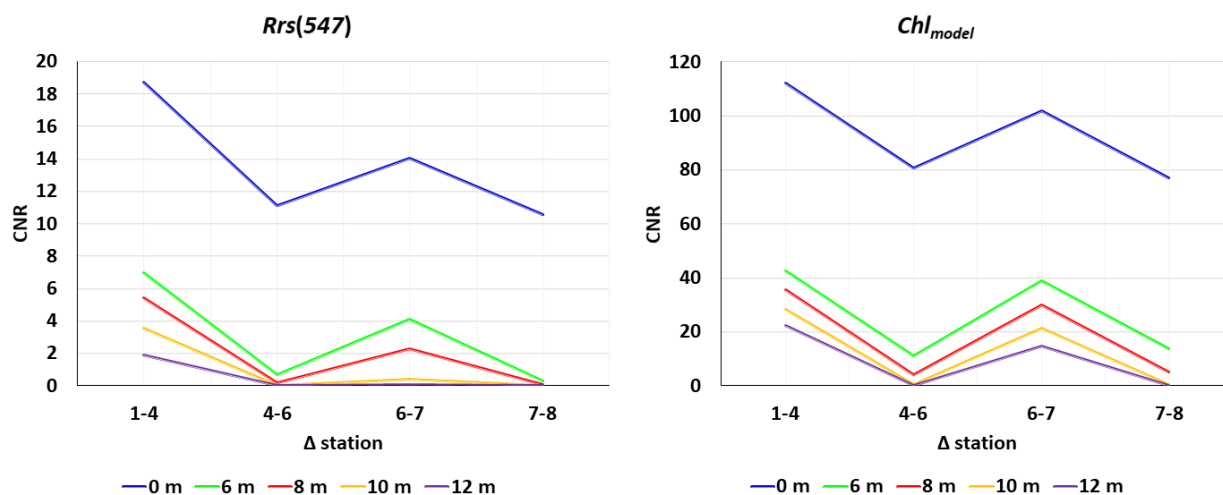 Rrs(547)
20
18
16
14
12
10
8
6
4
2
0
CNR
1-4 4-6 6-7 7-8
Δ station
0 m 6 m 8 m 10 m 12 m
Chl_model
120
100
80
60
40
20
0
CNR
1-4 4-6 6-7 7-8
Δ station
0 m 6 m 8 m 10 m 12 m